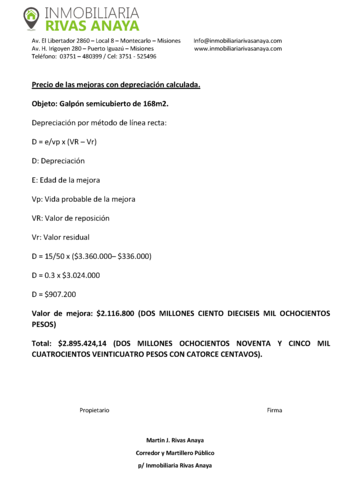 INMOBILIARIA
RIVAS ANAYA
Av. El Libertador 2860 – Local 8 – Montecarlo – Misiones info@inmobiliariarivasanaya.com
Av. H. Irigoyen 280 – Puerto Iguazú – Misiones www.inmobiliariarivasanaya.com
Teléfono: 03751 – 480399 / Cel: 3751 - 525496
Precio de las mejoras con depreciación calculada.
Objeto: Galpón semicubierto de 168m2.
Depreciación por método de línea recta:
D = e/vp x (VR – Vr)
D: Depreciación
E: Edad de la mejora
Vp: Vida probable de la mejora
VR: Valor de reposición
Vr: Valor residual
D = 15/50 x ($3.360.000– $336.000)
D = 0.3 x $3.024.000
D = $907.200
Valor de mejora: $2.116.800 (DOS MILLONES CIENTO DIECISEIS MIL OCHOCIENTOS
PESOS)
Total: $2.895.424,14 (DOS MILLONES OCHOCIENTOS NOVENTA Y CINCO MIL
CUATROCIENTOS VEINTICUATRO PESOS CON CATORCE CENTAVOS).
Propietario Firma
Martin J. Rivas Anaya
Corredor y Martillero Público
p/ Inmobiliaria Rivas Anaya